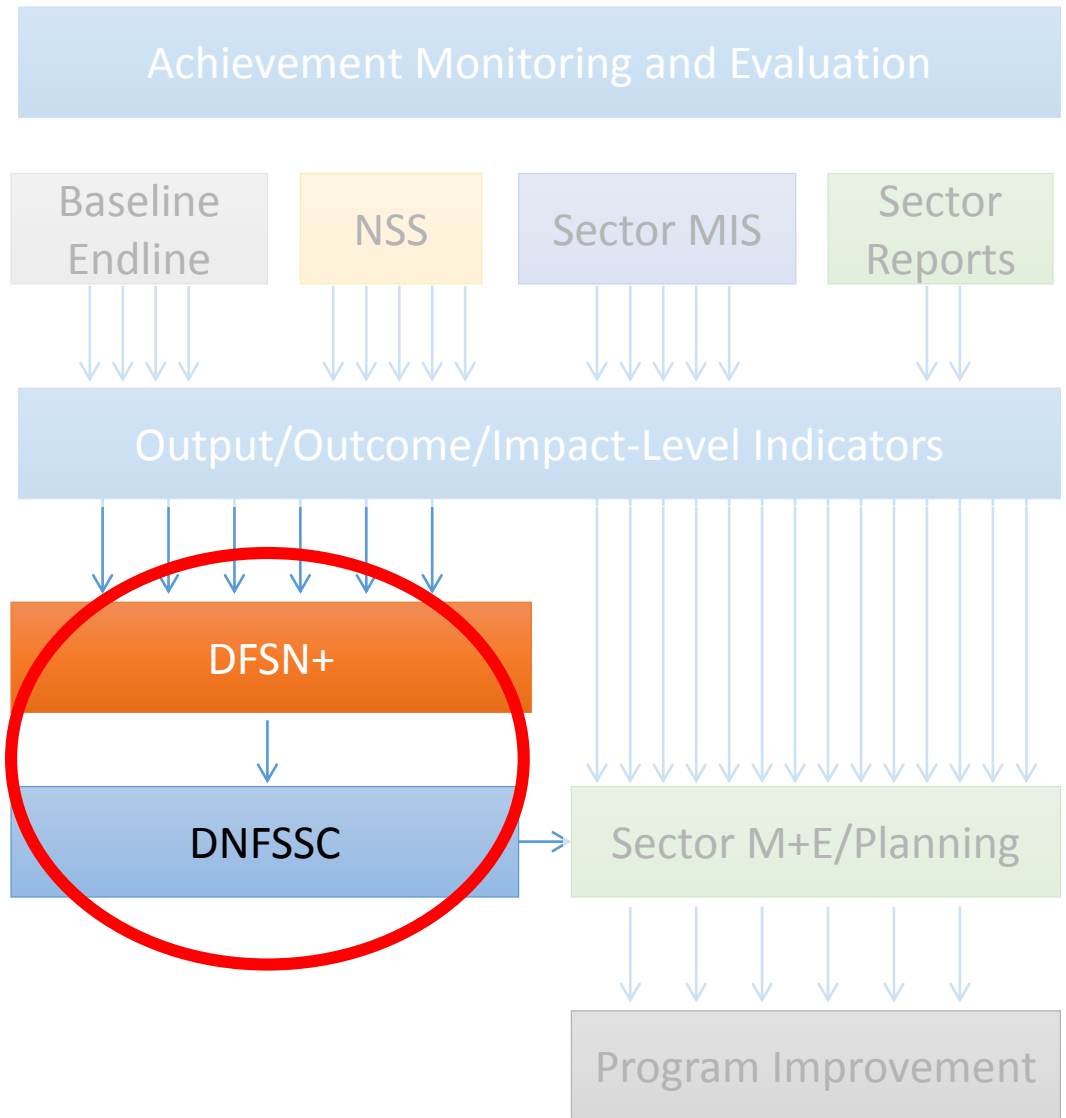 Achievement Monitoring and Evaluation
Baseline
Endline
NSS
Sector MIS
Sector
Reports
Output/Outcome/Impact-Level Indicators
DFSN+
DNFSSC
Sector M+E/Planning
Program Improvement